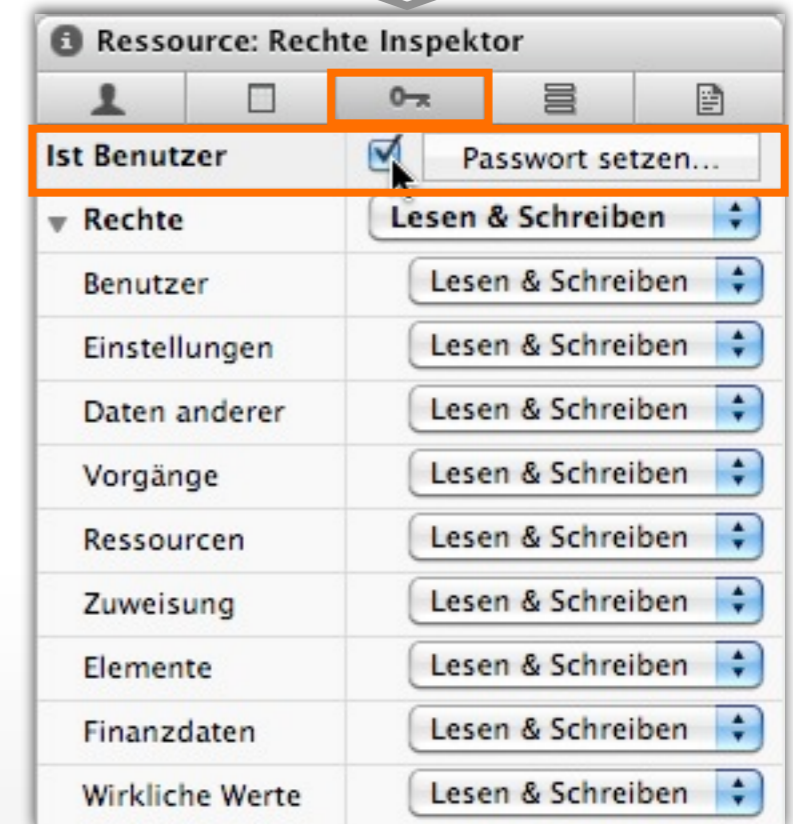 Ressource: Rechte Inspektor
Ist Benutzer Passwort setzen...
Rechte Lesen & Schreiben
Benutzer Lesen & Schreiben
Einstellungen Lesen & Schreiben
Daten anderer Lesen & Schreiben
Vorgänge Lesen & Schreiben
Ressourcen Lesen & Schreiben
Zuweisung Lesen & Schreiben
Elemente Lesen & Schreiben
Finanzdaten Lesen & Schreiben
Wirkliche Werte Lesen & Schreiben